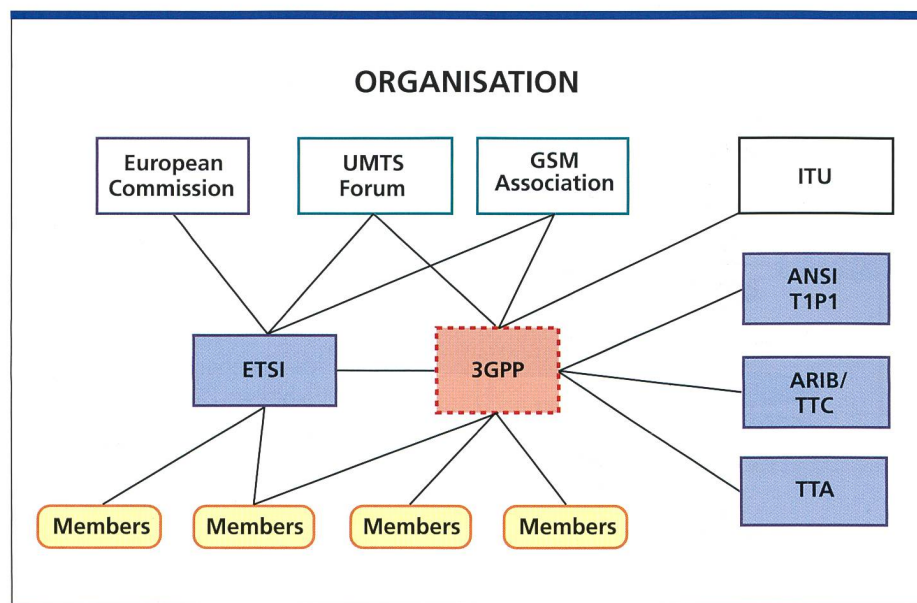 ORGANISATION
European
Commission
UMTS
Forum
GSM
Association
ITU
ANSI
T1P1
ETSI
3GPP
ARIB/
TTC
TTA
Members
Members
Members
Members